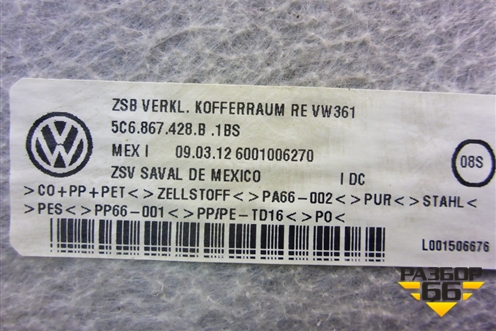 ZSB VERKL. KOFFERRAUM RE VW361
5C6.867.428.B .1BS
MEX I 09.03.12 6001006270
08S
ZSV SAVAL DE MEXICO I DC
>CO+PP+PET< >ZELLSTOFF< >PA66-002< >PUR< >STAHL<
>PES< >PP66-001< >PP/PE-TD16< >PO<
L001506676
РАЗБОР
66